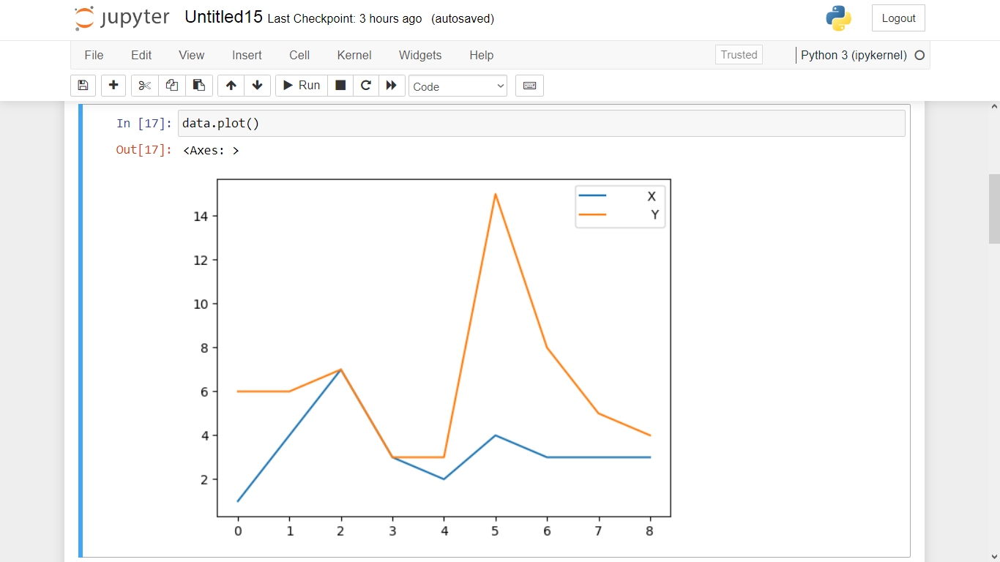 jupyter Untitled15 Last Checkpoint: 3 hours ago (autosaved) Logout
File Edit View Insert Cell Kernel Widgets Help Trusted Python 3 (ipykernel)
Run Code
In [17]: data.plot()
Out[17]: <Axes: >
X
Y
14
12
10
8
6
4
2
0 1 2 3 4 5 6 7 8